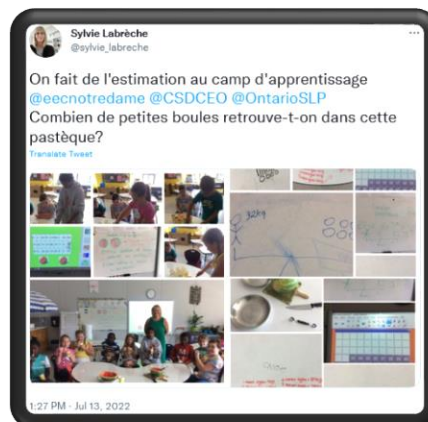 Sylvie Labrèche
@sylvie_labreche
On fait de l'estimation au camp d'apprentissage
@eecnotredame @CSDCEO @OntarioSLP
Combien de petites boules retrouve-t-on dans cette
pastèque?
Translate Tweet
1:27 PM - Jul 13, 2022